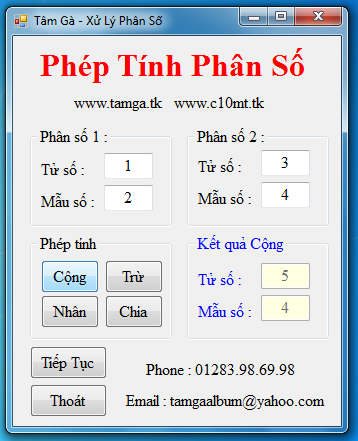 Tâm Gà - Xử Lý Phân Số
Phép Tính Phân Số
www.tamga.tk www.c10mt.tk
Phân số 1 :
Tử số : 1
Mẫu số : 2
Phân số 2 :
Tử số : 3
Mẫu số : 4
Phép tinh
Cộng Trừ
Nhân Chia
Kết quả Cộng
Tử số : 5
Mẫu số : 4
Tiếp Tục
Thoát
Phone : 01283.98.69.98
Email : tamgaalbum@yahoo.com